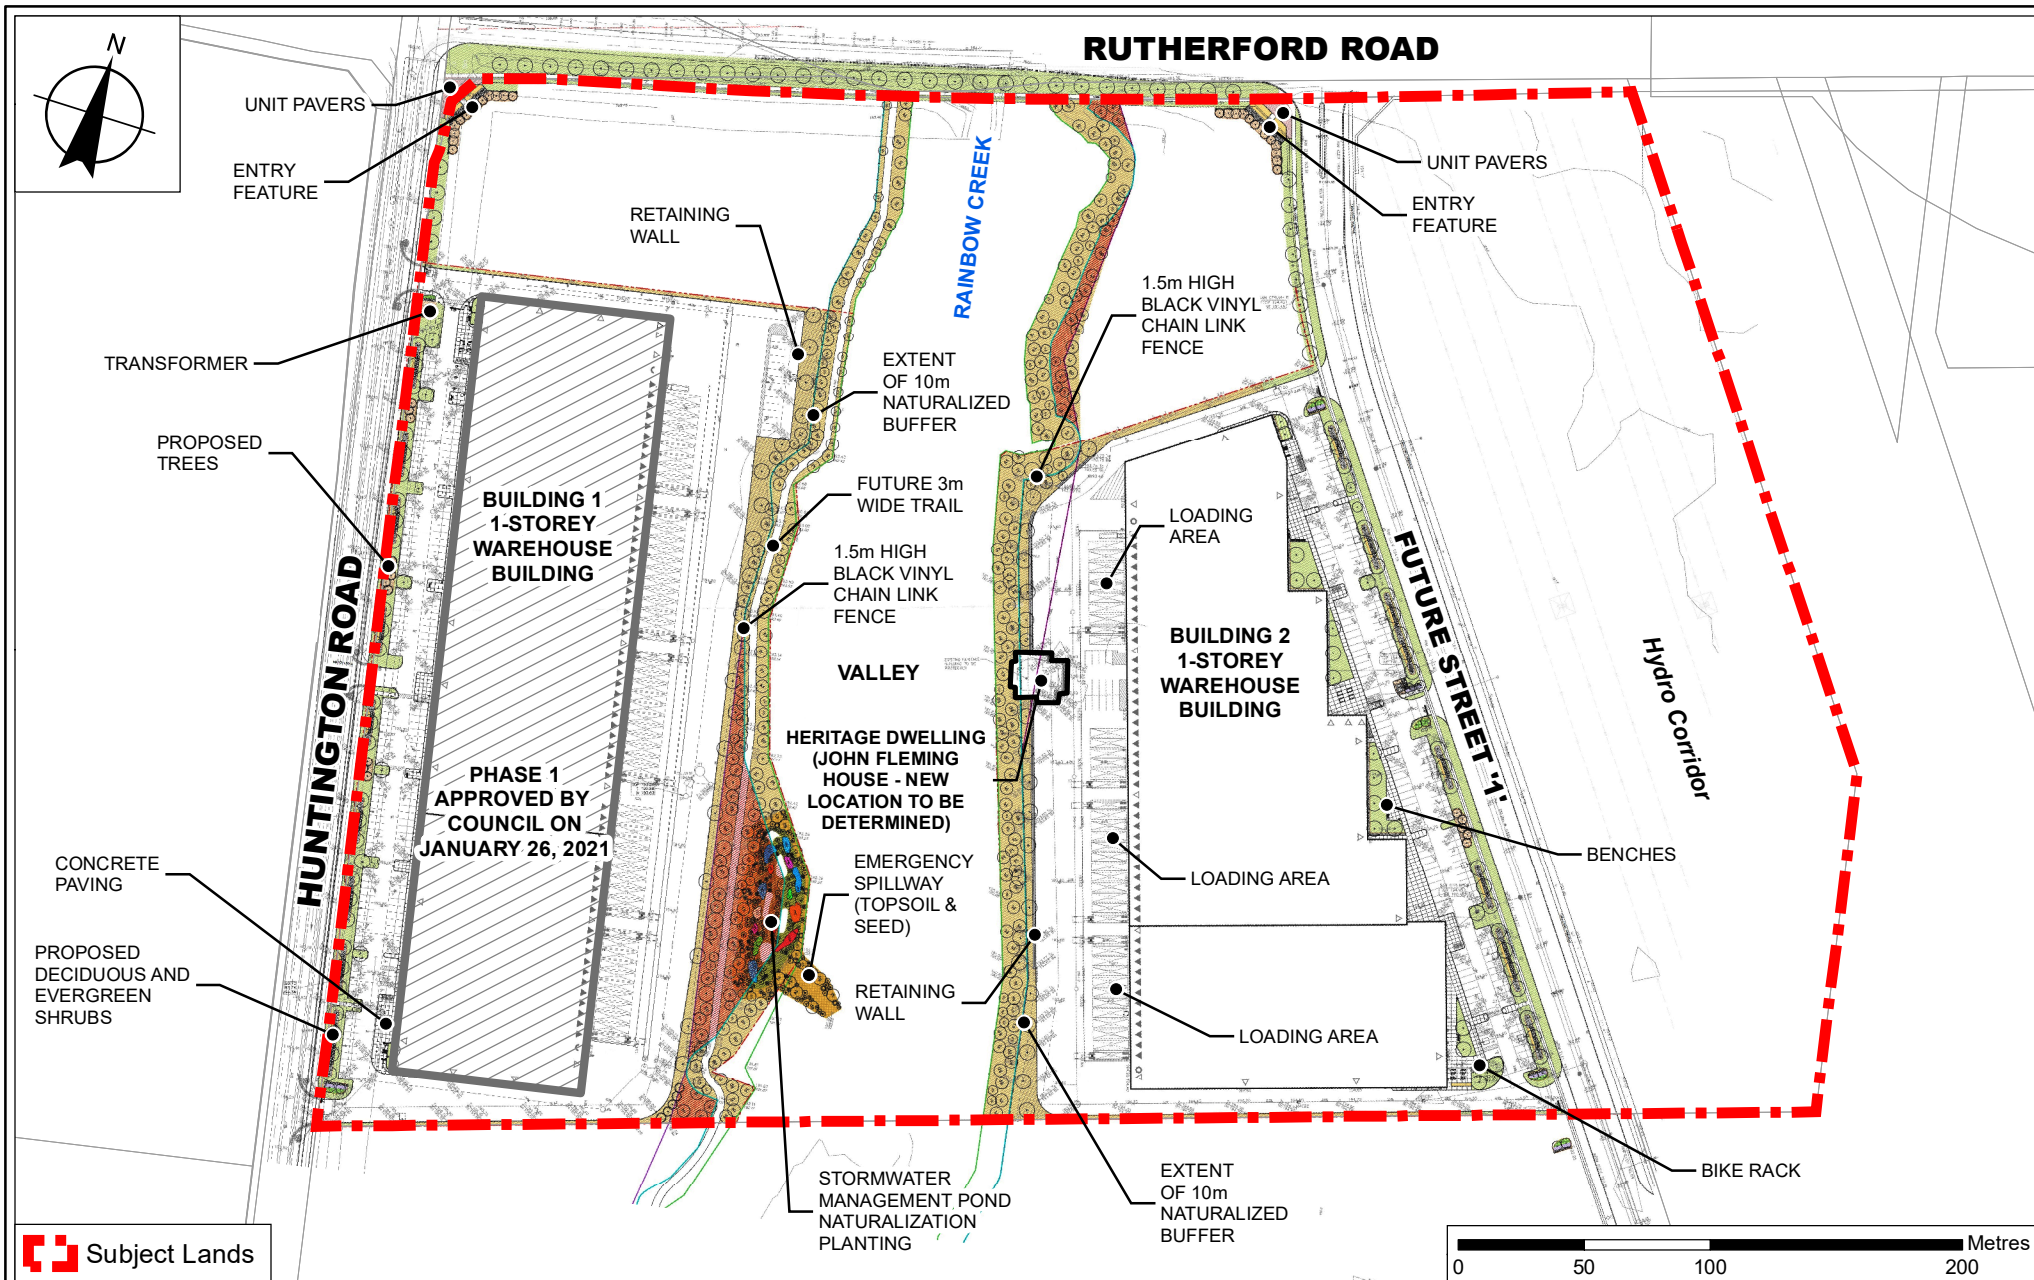 N
RUTHERFORD ROAD
UNIT PAVERS
ENTRY
FEATURE
RETAINING
WALL
RAINBOW CREEK
UNIT PAVERS
ENTRY
FEATURE
1.5m HIGH
BLACK VINYL
CHAIN LINK
FENCE
TRANSFORMER
EXTENT
OF 10m
NATURALIZED
BUFFER
PROPOSED
TREES
FUTURE 3m
WIDE TRAIL
BUILDING 1
1-STOREY
WAREHOUSE
BUILDING
LOADING
AREA
1.5m HIGH
BLACK VINYL
CHAIN LINK
FENCE
HUNTINGTON ROAD
FUTURE STREET '1'
Hydro Corridor
BUILDING 2
1-STOREY
WAREHOUSE
BUILDING
VALLEY
HERITAGE DWELLING
(JOHN FLEMING
HOUSE - NEW
LOCATION TO BE
DETERMINED)
PHASE 1
APPROVED BY
COUNCIL ON
JANUARY 26, 2021
CONCRETE
PAVING
EMERGENCY
SPILLWAY
(TOPSOIL &
SEED)
LOADING AREA
BENCHES
PROPOSED
DECIDUOUS AND
EVERGREEN
SHRUBS
RETAINING
WALL
LOADING AREA
STORMWATER
MANAGEMENT POND
NATURALIZATION
PLANTING
EXTENT
OF 10m
NATURALIZED
BUFFER
BIKE RACK
Subject Lands
Metres
0 50 100 200